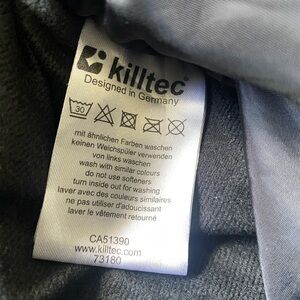 killtec®
Designed in Germany
30
mit ähnlichen Farben waschen
keinen Weichspüler verwenden
von links waschen
wash with similar colours
do not use softeners
turn inside out for washing
laver avec des couleurs similaires
ne pas utiliser d'adoucissant
laver le vêtement retourné
CA51390
www.killtec.com
73180